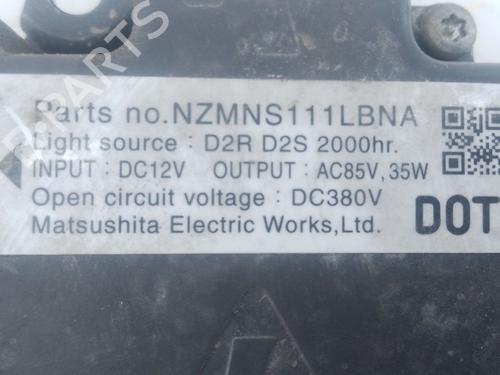 Parts no.NZMNS111LBNA
Light source : D2R D2S 2000hr.
INPUT : DC12V OUTPUT : AC85V,35W
Open circuit voltage : DC380V
Matsushita Electric Works,Ltd.
DOT
B-PARTS